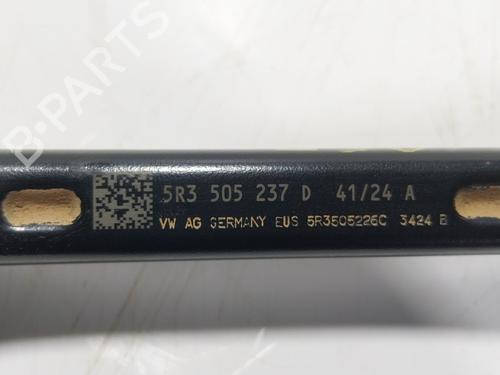 B-PARTS
5R3 505 237 D 41/24 A
VW AG GERMANY EUS 5R3505226C 3424 B